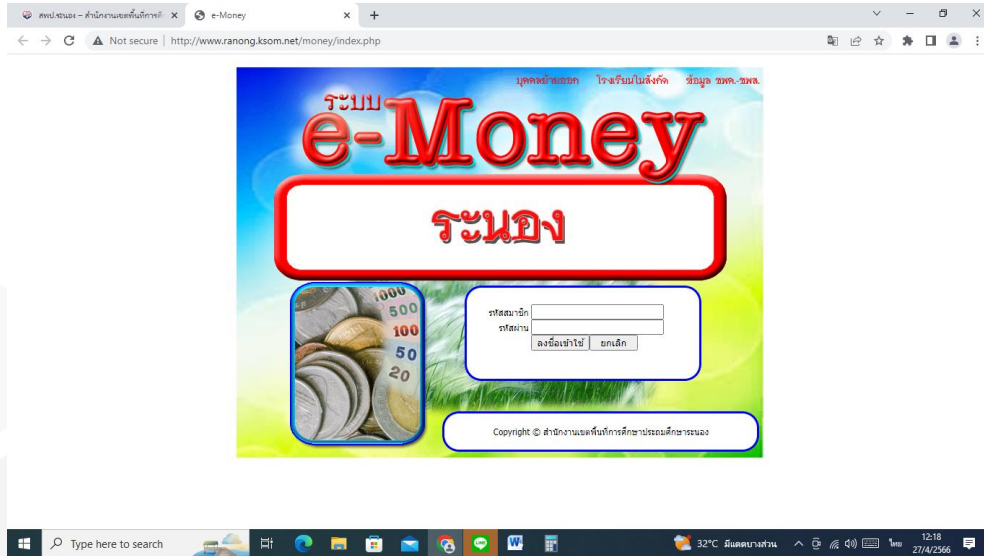 สพป.ระนอง – สำนักงานเขตพื้นที่การศึ
e-Money
Not secure
http://www.ranong.ksom.net/money/index.php
บุคคลย้ายออก โรงเรียนในสังกัด ข้อมูล ชพค.-ชพส.
ระบบ
e-Money
ระนอง
1000
500
100
50
20
รหัสสมาชิก
รหัสผ่าน
ลงชื่อเข้าใช้ ยกเลิก
Copyright © สำนักงานเขตพื้นที่การศึกษาประถมศึกษาระนอง
Type here to search
LINE
W
32°C มีแดดบางส่วน
ไทย
12:18
27/4/2566